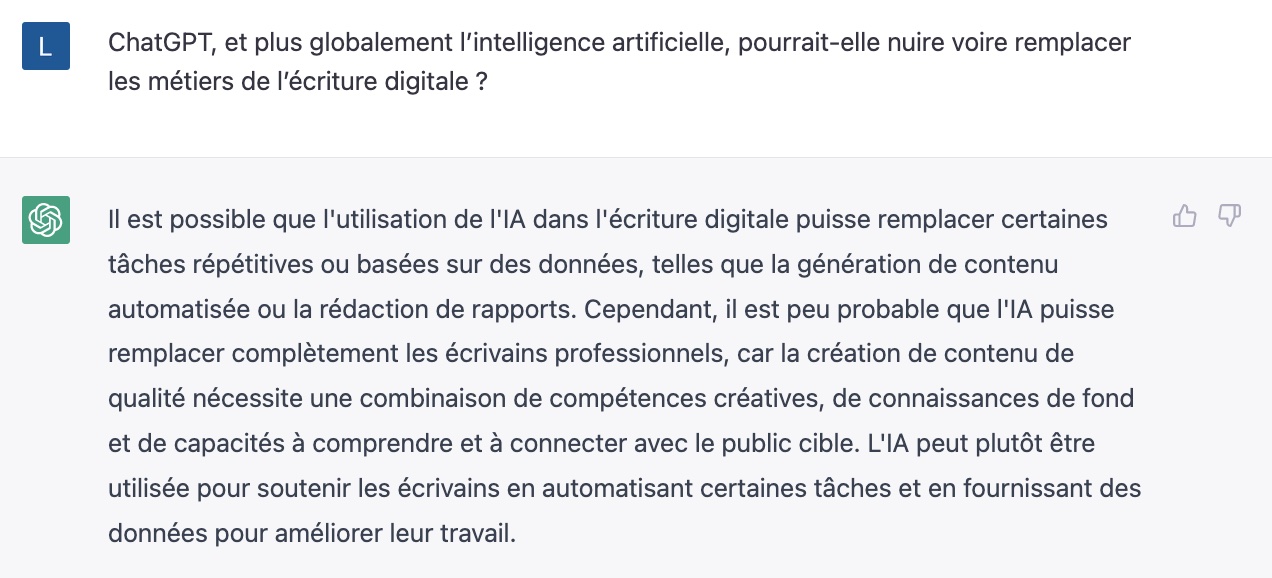 L
ChatGPT, et plus globalement l’intelligence artificielle, pourrait-elle nuire voire remplacer
les métiers de l’écriture digitale ?
Il est possible que l'utilisation de l'IA dans l'écriture digitale puisse remplacer certaines
tâches répétitives ou basées sur des données, telles que la génération de contenu
automatisée ou la rédaction de rapports. Cependant, il est peu probable que l'IA puisse
remplacer complètement les écrivains professionnels, car la création de contenu de
qualité nécessite une combinaison de compétences créatives, de connaissances de fond
et de capacités à comprendre et à connecter avec le public cible. L'IA peut plutôt être
utilisée pour soutenir les écrivains en automatisant certaines tâches et en fournissant des
données pour améliorer leur travail.